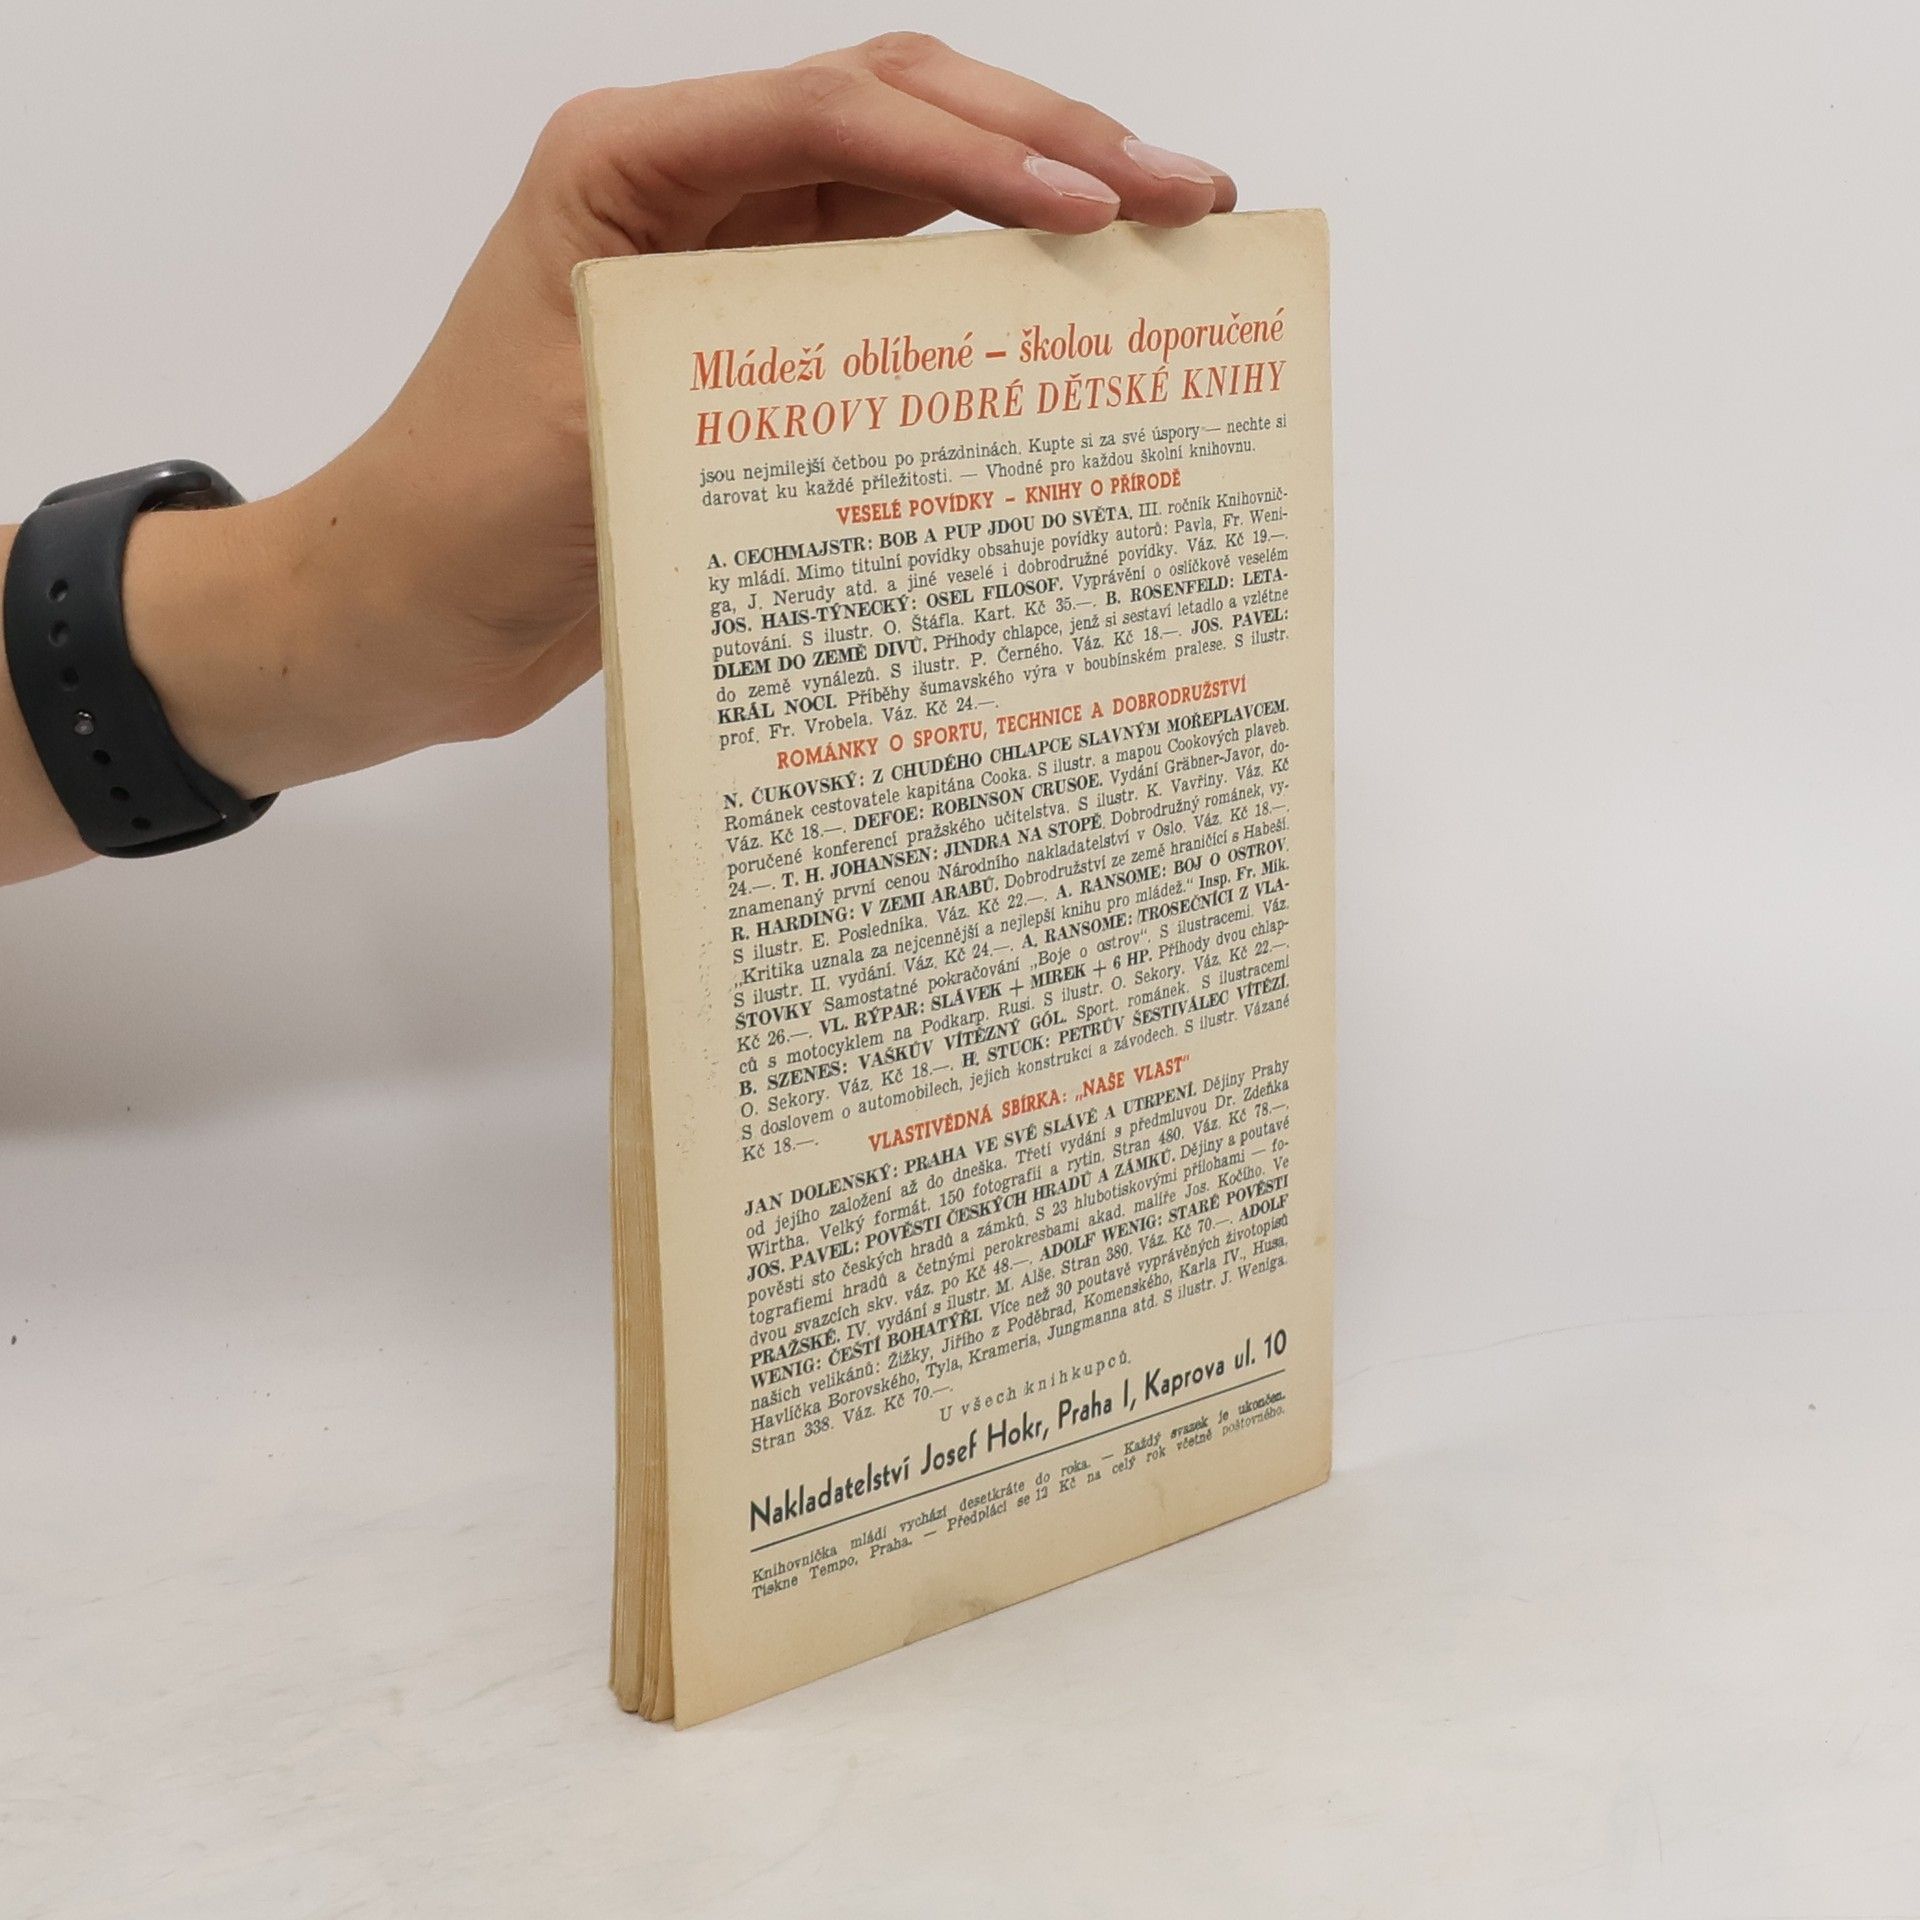 Mládeží oblíbené – školou doporučené
HOKROVY DOBRÉ DĚTSKÉ KNIHY
jsou nejmilejší četbou po prázdninách. Kupte si za své úspory — nechte si
darovat ku každé příležitosti. — Vhodné pro každou školní knihovnu.
VESELÉ POVÍDKY – KNIHY O PŘÍRODĚ
A. CECHMAJSTR: BOB A PUP JDOU DO SVĚTA. III. ročník Knihovnič-
ky mládí. Mimo titulní povídky obsahuje povídky autorů: Pavla, Fr. Weni-
ga, J. Nerudy atd. a jiné veselé i dobrodružné povídky. Váz. Kč 19.—.
JOS. HAIS-TÝNECKÝ: OSEL FILOSOF. Vyprávění o oslíčkově veselém
putování. S ilustr. O. Štáfla. Kart. Kč 35.—. B. ROSENFELD: LETA-
DLEM DO ZEMĚ DIVŮ. Příhody chlapce, jenž si sestaví letadlo a vzlétne
do země vynálezů. S ilustr. P. Černého. Váz. Kč 18.—. JOS. PAVEL:
KRÁL NOCI. Příběhy šumavského výra v boubínském pralese. S ilustr.
prof. Fr. Vrobela. Váz. Kč 24.—.
ROMÁNKY O SPORTU, TECHNICE A DOBRODRUŽSTVÍ
N. ČUKOVSKÝ: Z CHUDÉHO CHLAPCE SLAVNÝM MOŘEPLAVCEM.
Románek cestovatele kapitána Cooka. S ilustr. a mapou Cookových plaveb.
Váz. Kč 18.—. DEFOE: ROBINSON CRUSOE. Vydání Gräbner-Javor, do-
poručené konferencí pražského učitelstva. S ilustr. K. Vavřiny. Váz. Kč
24.—. T. H. JOHANSEN: JINDRA NA STOPĚ. Dobrodružný románek, vy-
znamenaný první cenou Národního nakladatelství v Oslo. Váz. Kč 18.—.
R. HARDING: V ZEMI ARABŮ. Dobrodružství ze země hraničící s Habeší.
S ilustr. E. Posledníka. Váz. Kč 22.—. A. RANSOME: BOJ O OSTROV.
„Kritika uznala za nejcennější a nejlepší knihu pro mládež." Insp. Fr. Mik.
S ilustr. II. vydání. Váz. Kč 24.—. A. RANSOME: TROSEČNÍCI Z VLA-
ŠTOVKY Samostatné pokračování „Boje o ostrov". S ilustracemi. Váz.
Kč 26.—. VL. RÝPAR: SLÁVEK + MIREK + 6 HP. Příhody dvou chlap-
ců s motocyklem na Podkarp. Rusi. S ilustr. O. Sekory. Váz. Kč 22.—.
B. SZENES: VAŠKŮV VÍTĚZNÝ GÓL. Sport. románek. S ilustracemi
O. Sekory. Váz. Kč 18.—. H. STUCK: PETRŮV ŠESTIVÁLEC VÍTĚZÍ.
S doslovem o automobilech, jejich konstrukci a závodech. S ilustr. Vázané
Kč 18.—.
VLASTIVĚDNÁ SBÍRKA: „NAŠE VLAST"
JAN DOLENSKÝ: PRAHA VE SVÉ SLÁVĚ A UTRPENÍ. Dějiny Prahy
od jejího založení až do dneška. Třetí vydání s předmluvou Dr. Zdeňka
Wirtha. Velký formát. 150 fotografií a rytin. Stran 480. Váz. Kč 78.—.
JOS. PAVEL: POVĚSTI ČESKÝCH HRADŮ A ZÁMKŮ. Dějiny a poutavé
pověsti sto českých hradů a zámků. S 23 hlubotiskovými přílohami — fo-
tografiemi hradů a četnými perokresbami akad. malíře Jos. Kočího. Ve
dvou svazcích skv. váz. po Kč 48.—. ADOLF WENIG: STARÉ POVĚSTI
PRAŽSKÉ. IV. vydání s ilustr. M. Alše. Stran 380. Váz. Kč 70.—. ADOLF
WENIG: ČEŠTÍ BOHATÝŘI. Více než 30 poutavě vyprávěných životopisů
našich velikánů: Žižky, Jiřího z Poděbrad, Komenského, Karla IV., Husa,
Havlíčka Borovského, Tyla, Krameria, Jungmanna atd. S ilustr. J. Weniga.
Stran 338. Váz. Kč 70.—.
U všech knihkupců.
Nakladatelství Josef Hokr, Praha I, Kaprova ul. 10
Knihovnička mládí vychází desetkráte do roka. — Každý svazek je ukončen.
Tiskne Tempo, Praha. — Předplácí se 12 Kč na celý rok včetně poštovného.